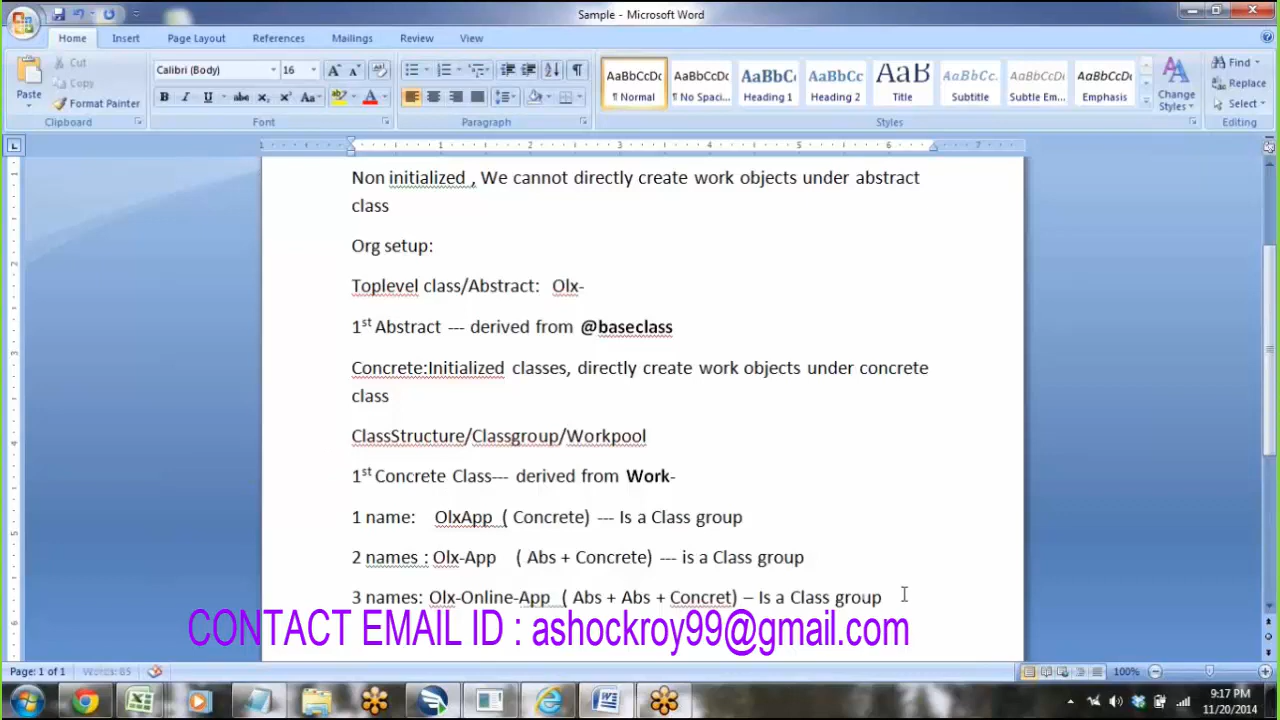 Sample - Microsoft Word
Home Insert Page Layout References Mailings Review View
Cut
Copy
Format Painter
Paste
Clipboard
Calibri (Body) 16
Font
Paragraph
AaBbCcDc AaBbCcDc AaBbC AaBbCc AaB AaBbCc. AaBbCcDc AaBbCcDc
¶ Normal ¶ No Spaci... Heading 1 Heading 2 Title Subtitle Subtle Em... Emphasis
Styles
Change Styles
Find
Replace
Select
Editing
Non initialized , We cannot directly create work objects under abstract
class
Org setup:
Toplevel class/Abstract: Olx-
1st Abstract --- derived from @baseclass
Concrete:Initialized classes, directly create work objects under concrete
class
ClassStructure/Classgroup/Workpool
1st Concrete Class--- derived from Work-
1 name: OlxApp ( Concrete) --- Is a Class group
2 names : Olx-App ( Abs + Concrete) --- is a Class group
3 names: Olx-Online-App ( Abs + Abs + Concret) – Is a Class group
CONTACT EMAIL ID : ashockroy99@gmail.com
Page: 1 of 1 Words: 85 100%
9:17 PM
11/20/2014